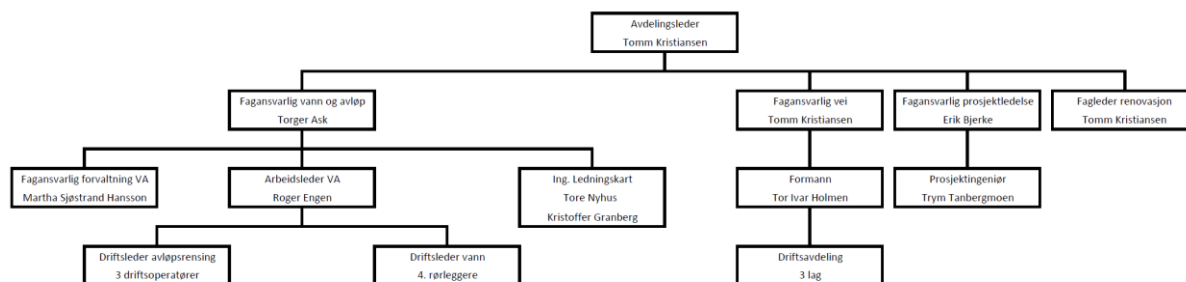 Avdelingsleder
Tomm Kristiansen
Fagansvarlig vann og avløp
Torger Ask
Fagansvarlig vei
Tomm Kristiansen
Fagansvarlig prosjektledelse
Erik Bjerke
Fagleder renovasjon
Tomm Kristiansen
Fagansvarlig forvaltning VA
Martha Sjøstrand Hansson
Arbeidsleder VA
Roger Engen
Ing. Ledningskart
Tore Nyhus
Kristoffer Granberg
Formann
Tor Ivar Holmen
Prosjektingeniør
Trym Tanbergmoen
Driftsleder avløpsrensing
3 driftsoperatører
Driftsleder vann
4. rørleggere
Driftsavdeling
3 lag